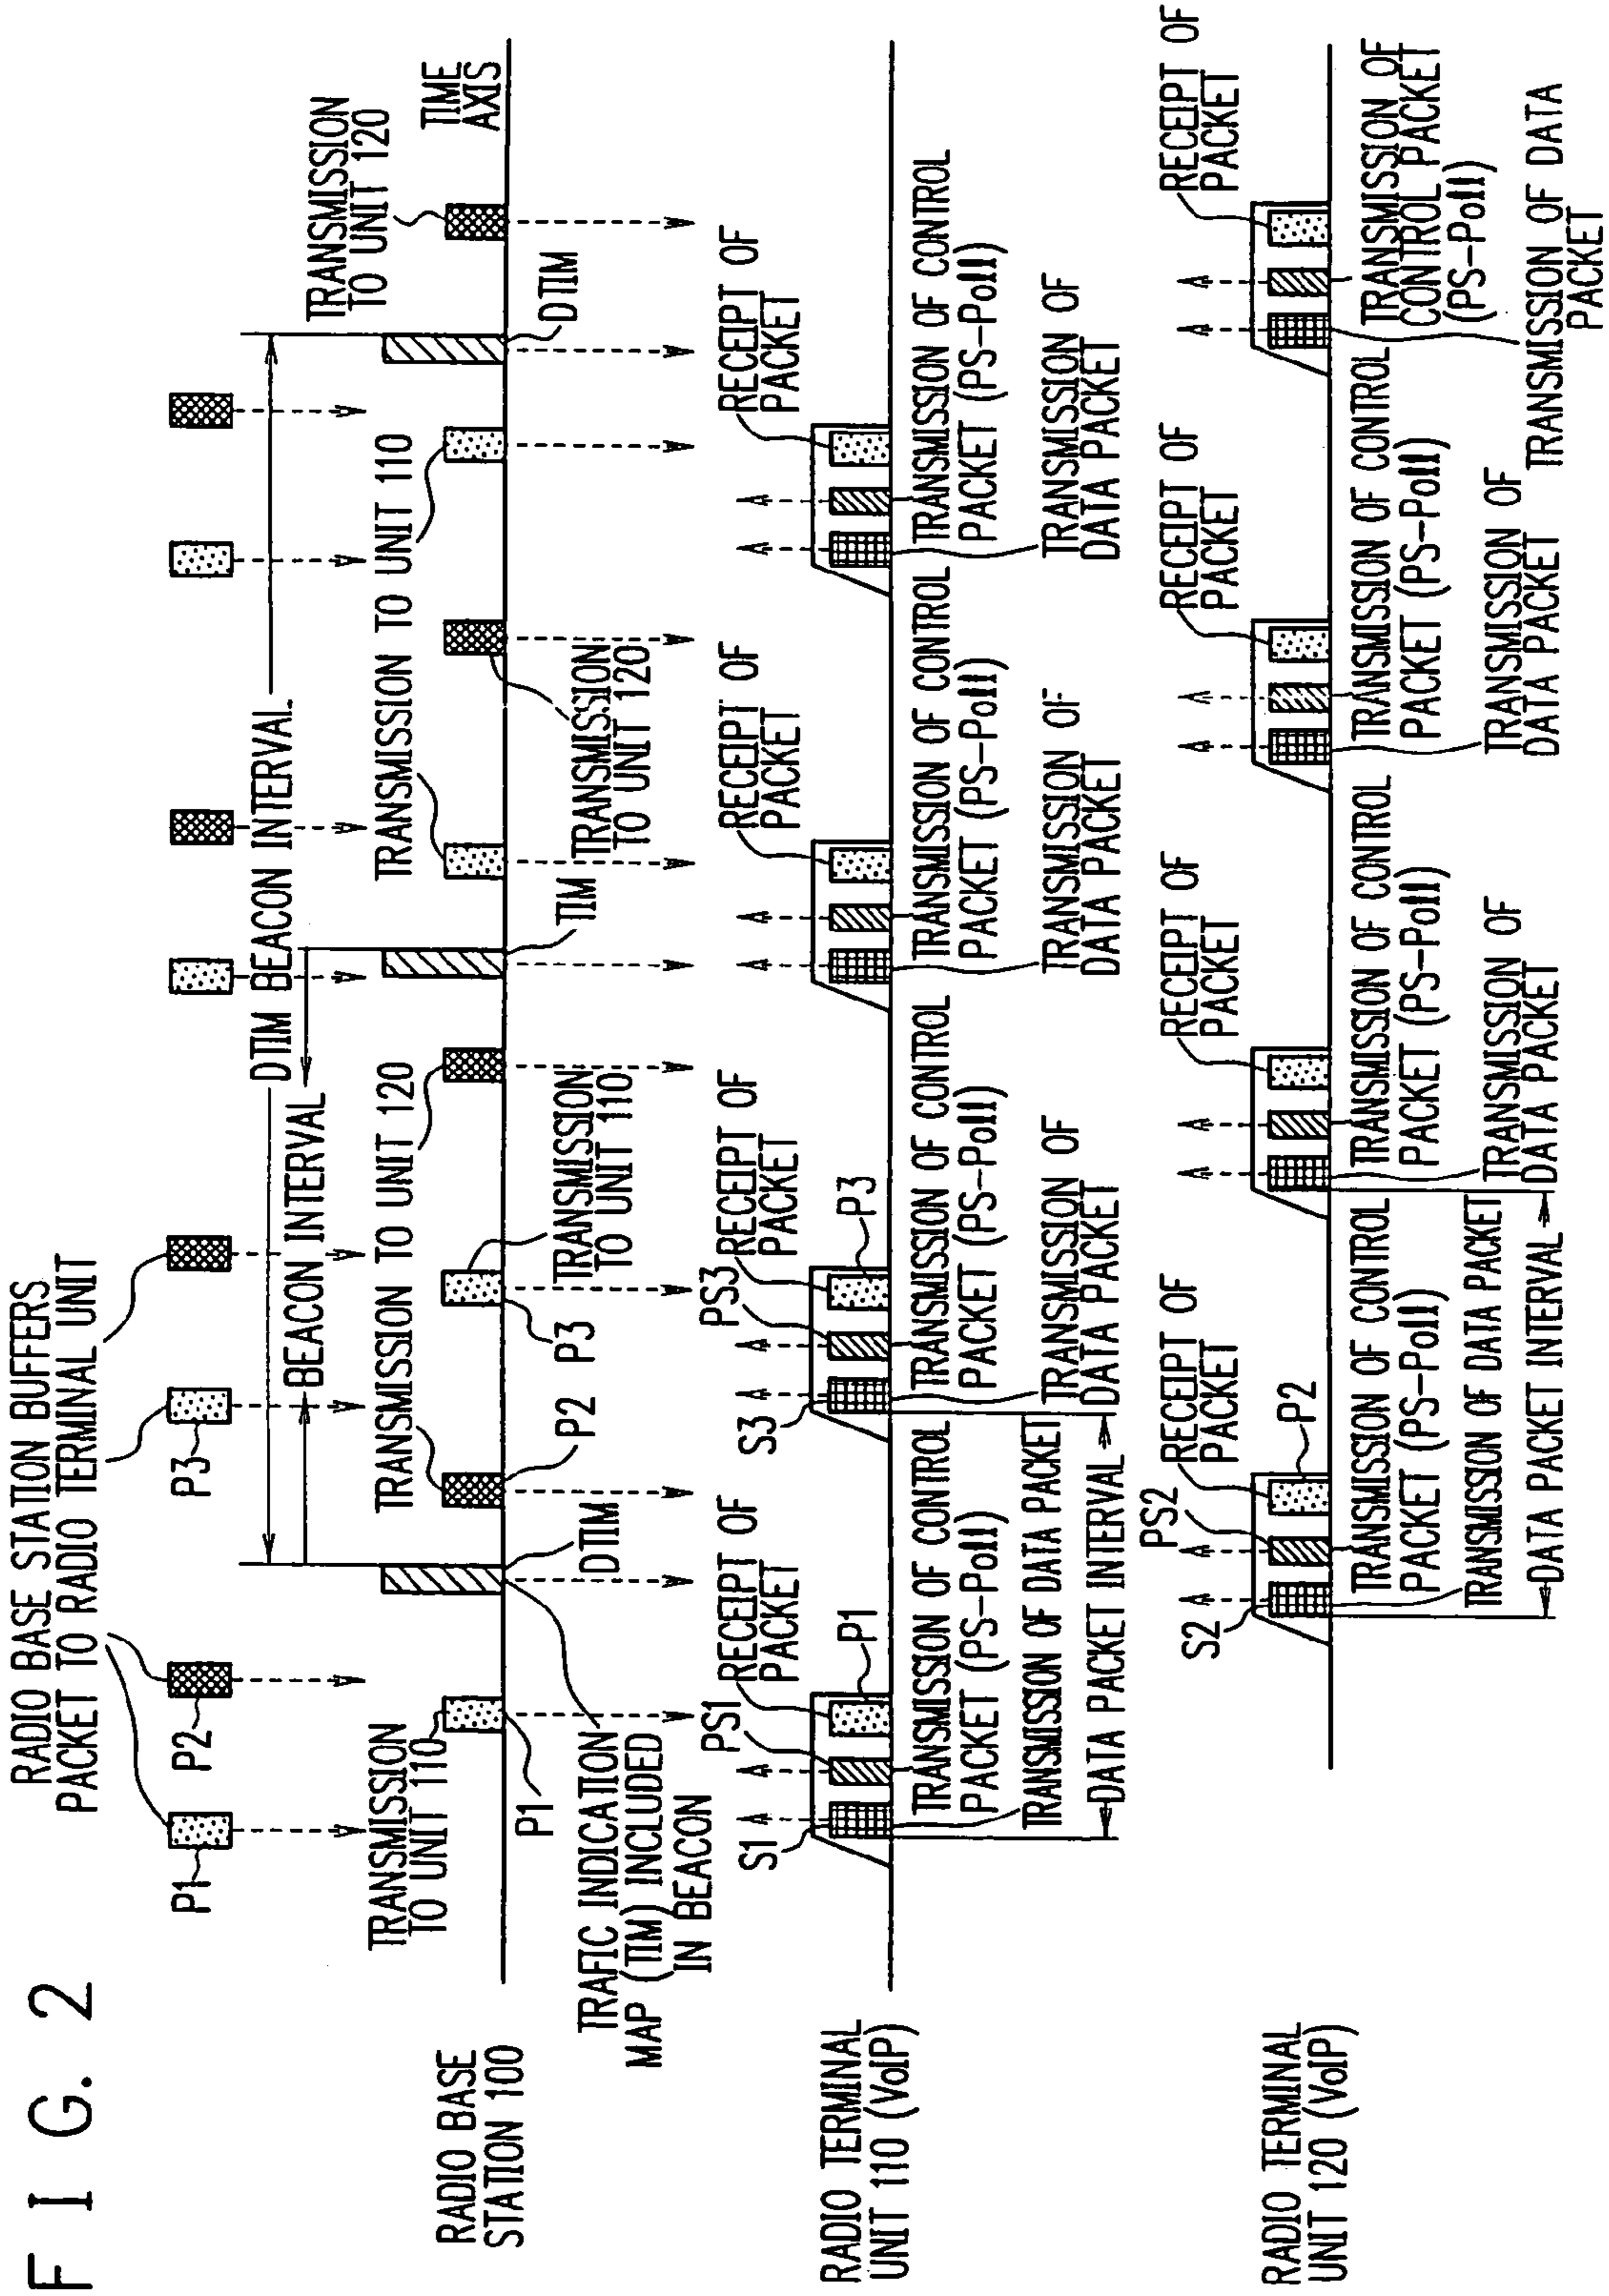 FIG. 2
RADIO BASE STATION BUFFERS
PACKET TO RADIO TERMINAL UNIT
P1
P2
P3
DTIM BEACON INTERVAL
BEACON INTERVAL
TRANSMISSION
TO UNIT 110
TRANSMISSION TO UNIT 120
TRANSMISSION TO UNIT 120
TRANSMISSION TO UNIT 110
TRANSMISSION
TO UNIT 120
TIME
AXIS
RADIO BASE
STATION 100
P1
TRAFIC INDICATION
MAP (TIM) INCLUDED
IN BEACON
DTIM
P2
P3
TRANSMISSION
TO UNIT 110
TIM
TRANSMISSION
TO UNIT 120
DTIM
RADIO TERMINAL
UNIT 110 (VoIP)
S1
PS1
RECEIPT OF
PACKET
P1
S3
PS3
RECEIPT OF
PACKET
P3
RECEIPT OF
PACKET
RECEIPT OF
PACKET
TRANSMISSION OF CONTROL
PACKET (PS-Poll)
TRANSMISSION OF DATA PACKET
DATA PACKET INTERVAL
TRANSMISSION OF CONTROL
PACKET (PS-Poll)
TRANSMISSION OF
DATA PACKET
TRANSMISSION OF CONTROL
PACKET (PS-Poll)
TRANSMISSION OF
DATA PACKET
TRANSMISSION OF CONTROL
PACKET (PS-Poll)
TRANSMISSION OF
DATA PACKET
RADIO TERMINAL
UNIT 120 (VoIP)
S2
PS2
RECEIPT OF
PACKET
P2
RECEIPT OF
PACKET
RECEIPT OF
PACKET
RECEIPT OF
PACKET
TRANSMISSION OF CONTROL
PACKET (PS-Poll)
TRANSMISSION OF DATA PACKET
DATA PACKET INTERVAL
TRANSMISSION OF CONTROL
PACKET (PS-Poll)
TRANSMISSION OF
DATA PACKET
TRANSMISSION OF CONTROL
PACKET (PS-Poll)
TRANSMISSION OF
DATA PACKET
TRANSMISSION OF
CONTROL PACKET
(PS-Poll)
TRANSMISSION OF DATA
PACKET